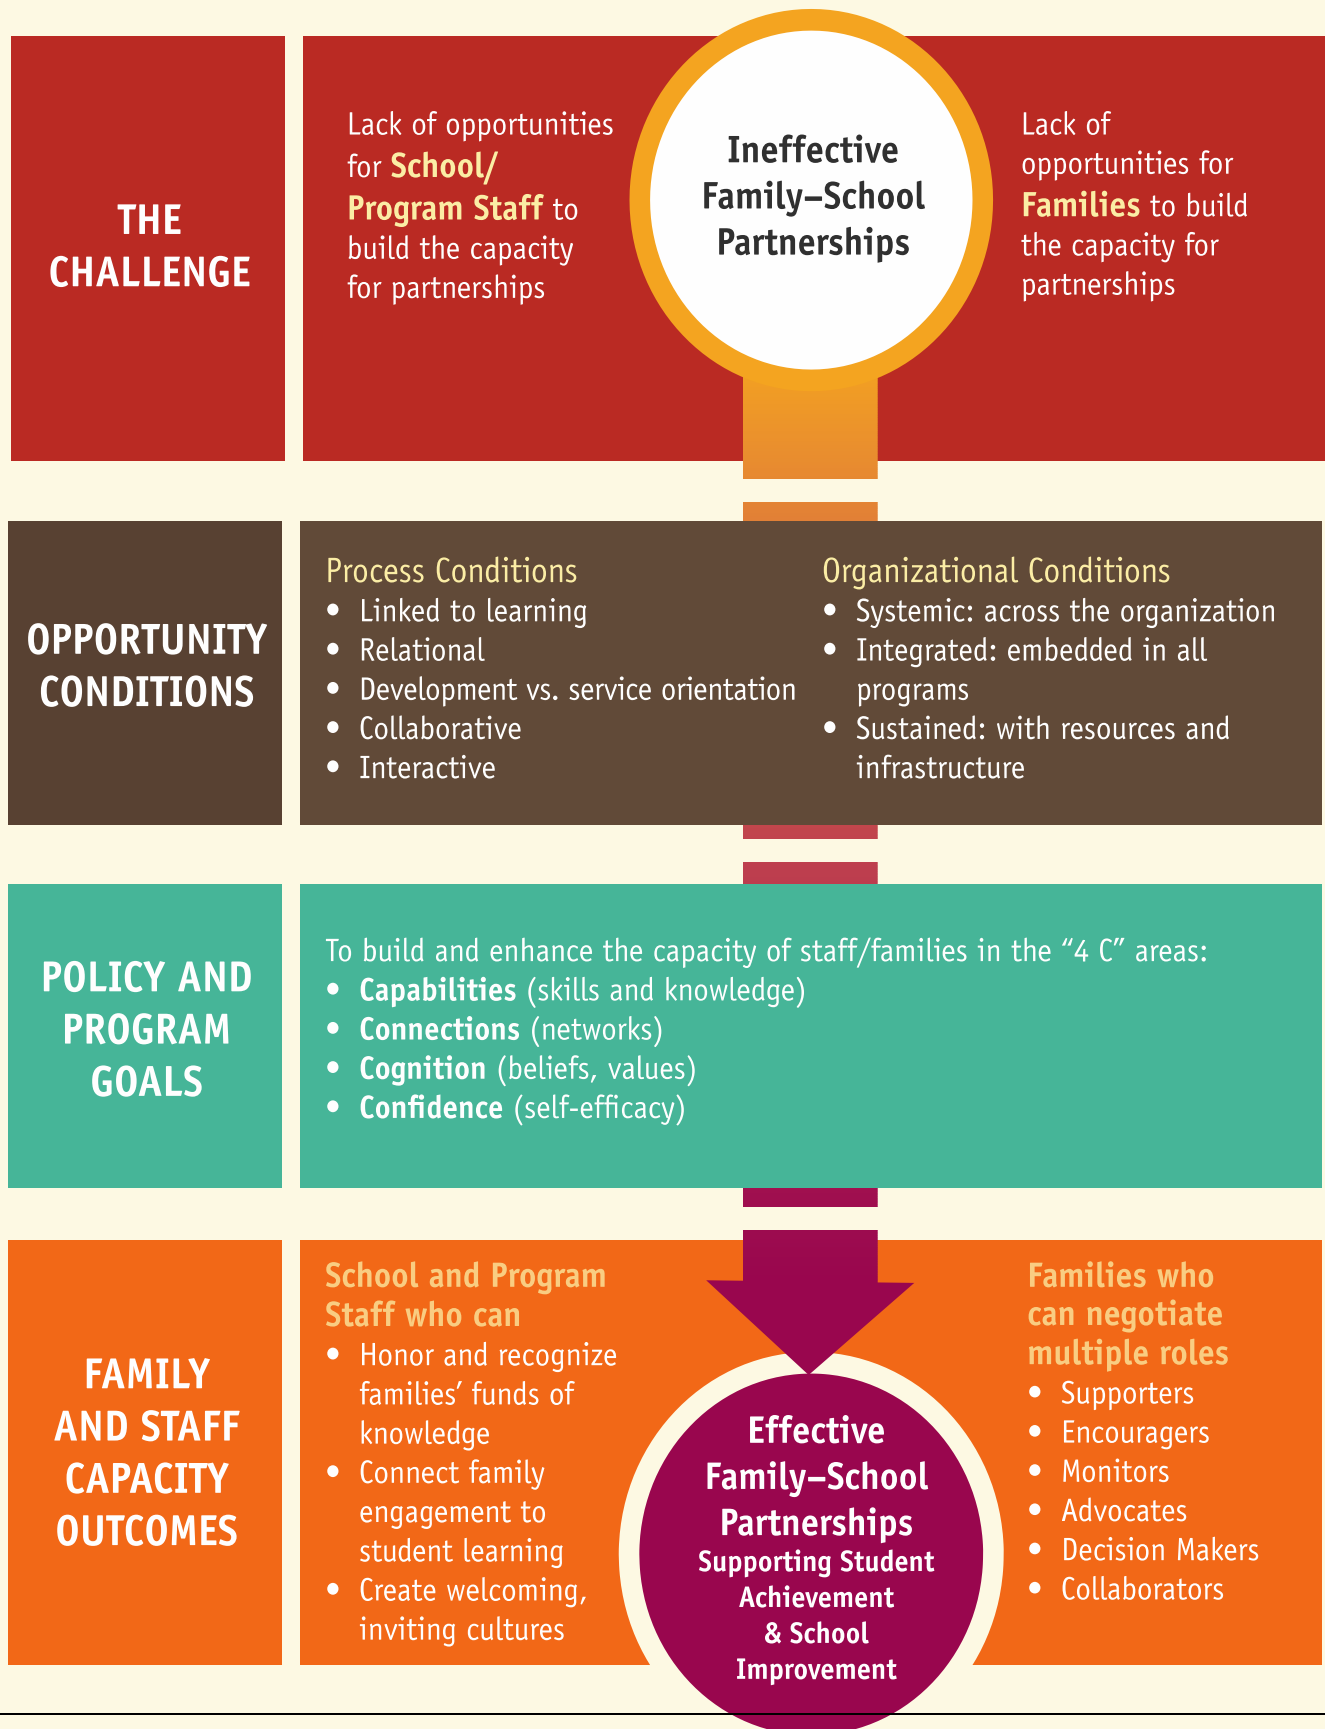 THE
CHALLENGE
Lack of opportunities
for School/
Program Staff to
build the capacity
for partnerships
Ineffective
Family–School
Partnerships
Lack of
opportunities for
Families to build
the capacity for
partnerships
OPPORTUNITY
CONDITIONS
Process Conditions
• Linked to learning
• Relational
• Development vs. service orientation
• Collaborative
• Interactive
Organizational Conditions
• Systemic: across the organization
• Integrated: embedded in all
programs
• Sustained: with resources and
infrastructure
POLICY AND
PROGRAM
GOALS
To build and enhance the capacity of staff/families in the “4 C” areas:
• Capabilities (skills and knowledge)
• Connections (networks)
• Cognition (beliefs, values)
• Confidence (self-efficacy)
FAMILY
AND STAFF
CAPACITY
OUTCOMES
School and Program
Staff who can
• Honor and recognize
families’ funds of
knowledge
• Connect family
engagement to
student learning
• Create welcoming,
inviting cultures
Effective
Family–School
Partnerships
Supporting Student
Achievement
& School
Improvement
Families who
can negotiate
multiple roles
• Supporters
• Encouragers
• Monitors
• Advocates
• Decision Makers
• Collaborators